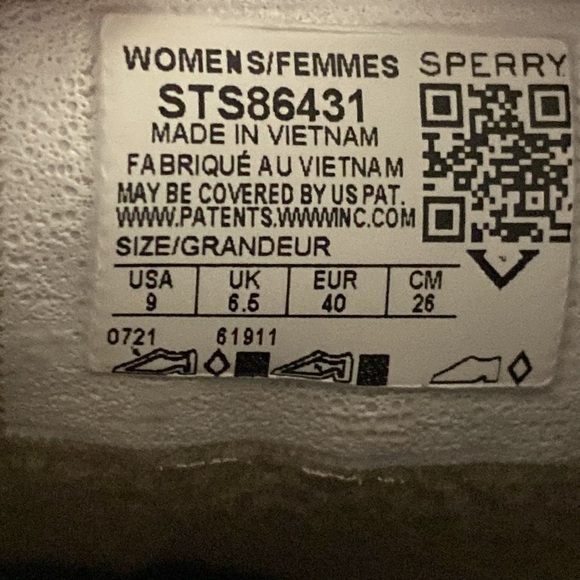 WOMENS/FEMMES SPERRY
STS86431
MADE IN VIETNAM
FABRIQUÉ AU VIETNAM
MAY BE COVERED BY US PAT.
WWW.PATENTS.WWWINC.COM
SIZE/GRANDEUR
USA UK EUR CM
9 6.5 40 26
0721 61911